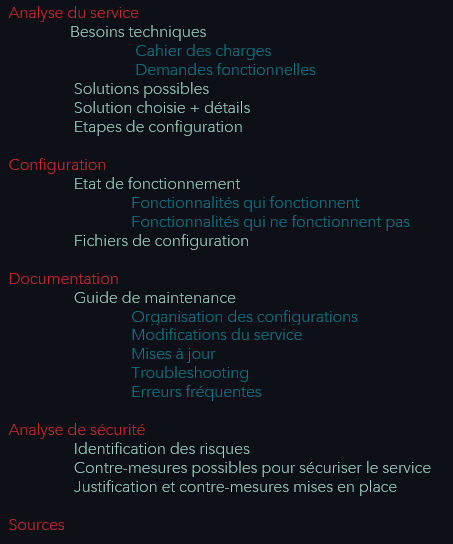 Analyse du service
Besoins techniques
Cahier des charges
Demandes fonctionnelles
Solutions possibles
Solution choisie + détails
Etapes de configuration
Configuration
Etat de fonctionnement
Fonctionnalités qui fonctionnent
Fonctionnalités qui ne fonctionnent pas
Fichiers de configuration
Documentation
Guide de maintenance
Organisation des configurations
Modifications du service
Mises à jour
Troubleshooting
Erreurs fréquentes
Analyse de sécurité
Identification des risques
Contre-mesures possibles pour sécuriser le service
Justification et contre-mesures mises en place
Sources